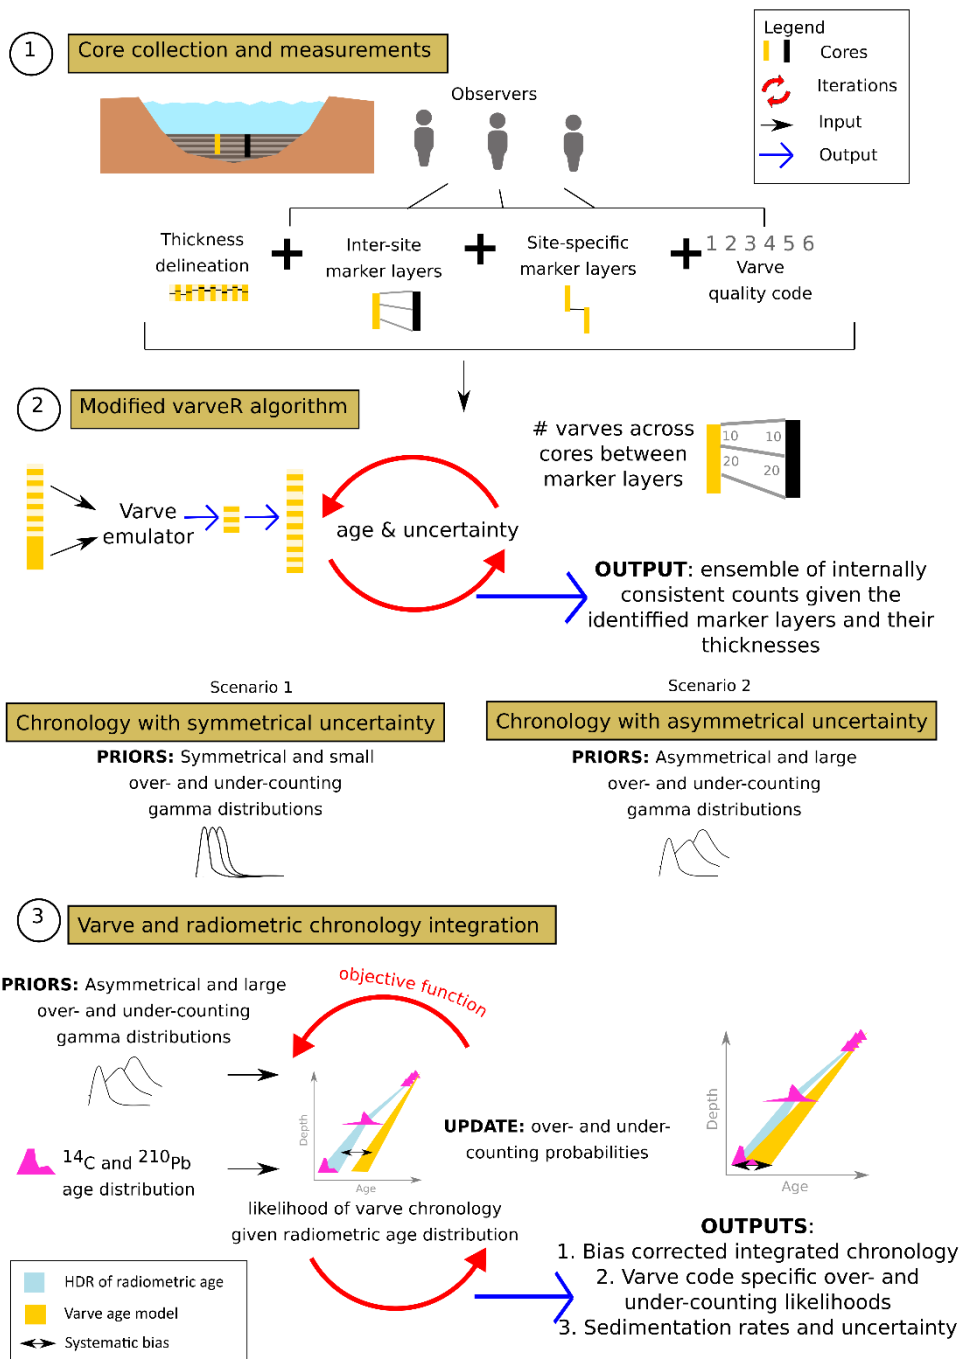 1
Core collection and measurements
Legend
Cores
Iterations
Input
Output
Observers
Thickness
delineation
Inter-site
marker layers
Site-specific
marker layers
1 2 3 4 5 6
Varve
quality code
2
Modified varveR algorithm
# varves across
cores between
marker layers
10 10
20 20
Varve
emulator
age & uncertainty
OUTPUT: ensemble of internally
consistent counts given the
identiffied marker layers and their
thicknesses
Scenario 1
Chronology with symmetrical uncertainty
PRIORS: Symmetrical and small
over- and under-counting
gamma distributions
Scenario 2
Chronology with asymmetrical uncertainty
PRIORS: Asymmetrical and large
over- and under-counting
gamma distributions
3
Varve and radiometric chronology integration
PRIORS: Asymmetrical and large
over- and under-counting
gamma distributions
14C and 210Pb
age distribution
objective function
Depth
Age
likelihood of varve chronology
given radiometric age distribution
UPDATE: over- and under-
counting probabilities
Depth
Age
OUTPUTS:
1. Bias corrected integrated chronology
2. Varve code specific over- and
under-counting likelihoods
3. Sedimentation rates and uncertainty
HDR of radiometric age
Varve age model
Systematic bias